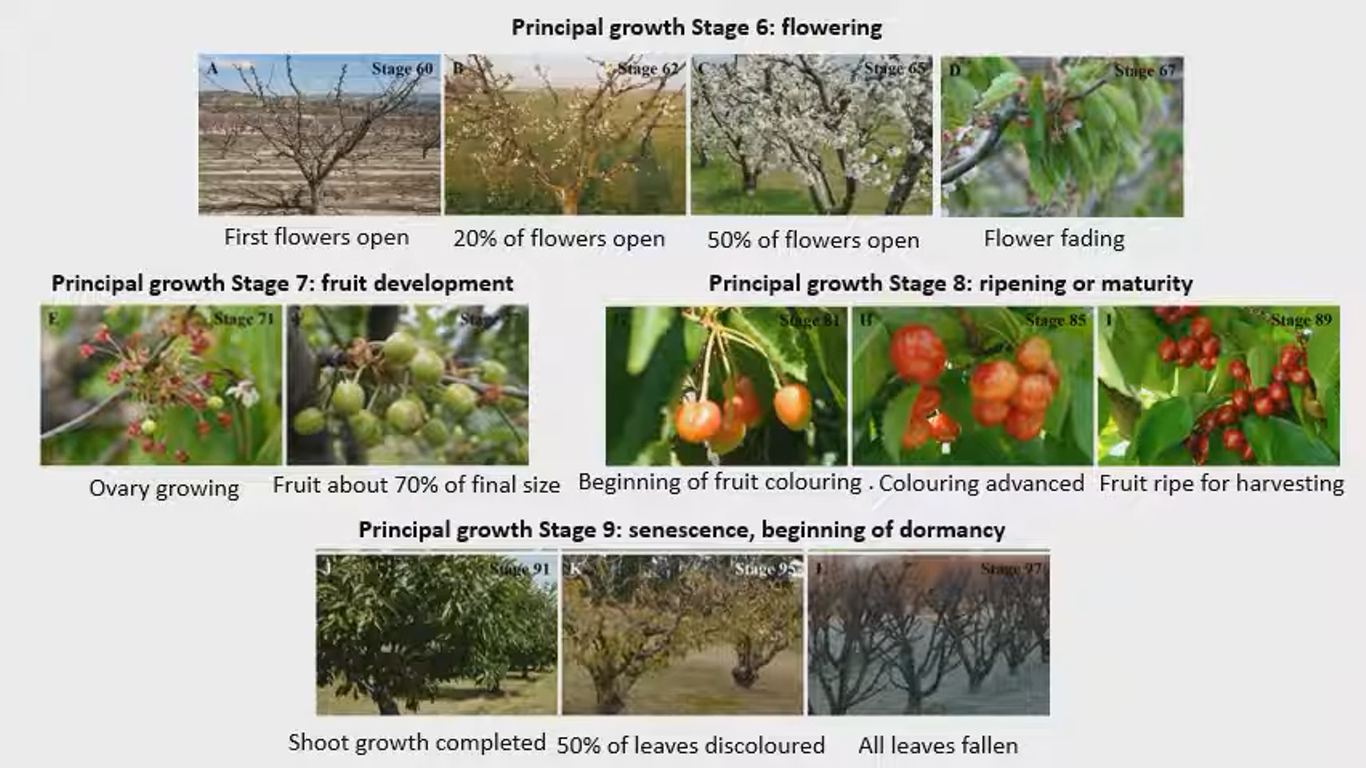 Principal growth Stage 6: flowering
A Stage 60
B Stage 62
C Stage 65
D Stage 67
First flowers open
20% of flowers open
50% of flowers open
Flower fading
Principal growth Stage 7: fruit development
Principal growth Stage 8: ripening or maturity
E Stage 71
Stage
Stage 81
H Stage 85
I Stage 89
Ovary growing
Fruit about 70% of final size
Beginning of fruit colouring .
Colouring advanced
Fruit ripe for harvesting
Principal growth Stage 9: senescence, beginning of dormancy
Stage 91
K Stage 95
Stage 97
Shoot growth completed
50% of leaves discoloured
All leaves fallen